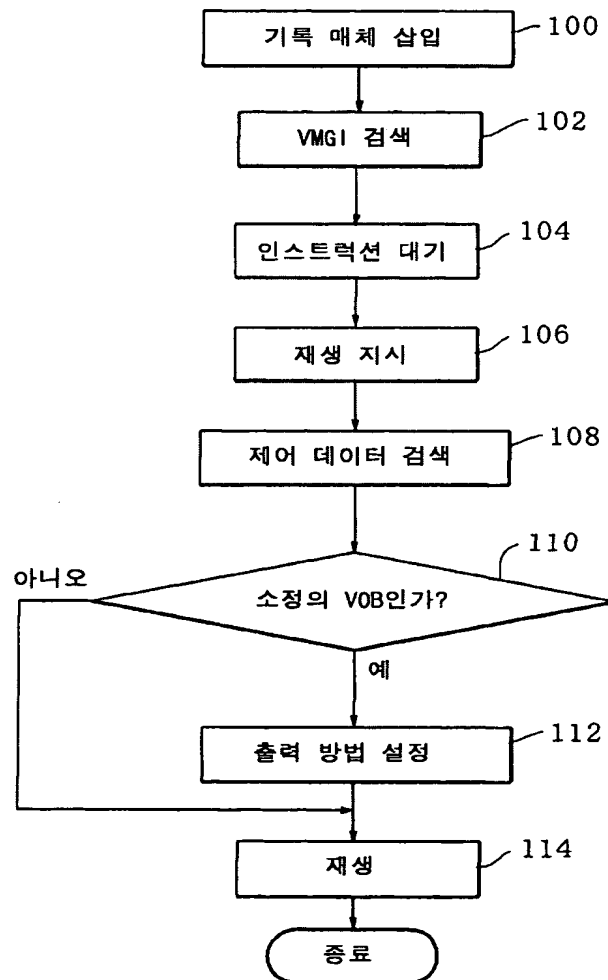 기록 매체 삽입
100
VMGI 검색
102
인스트럭션 대기
104
재생 지시
106
제어 데이터 검색
108
110
아니오
소정의 VOB인가?
예
출력 방법 설정
112
재생
114
종료